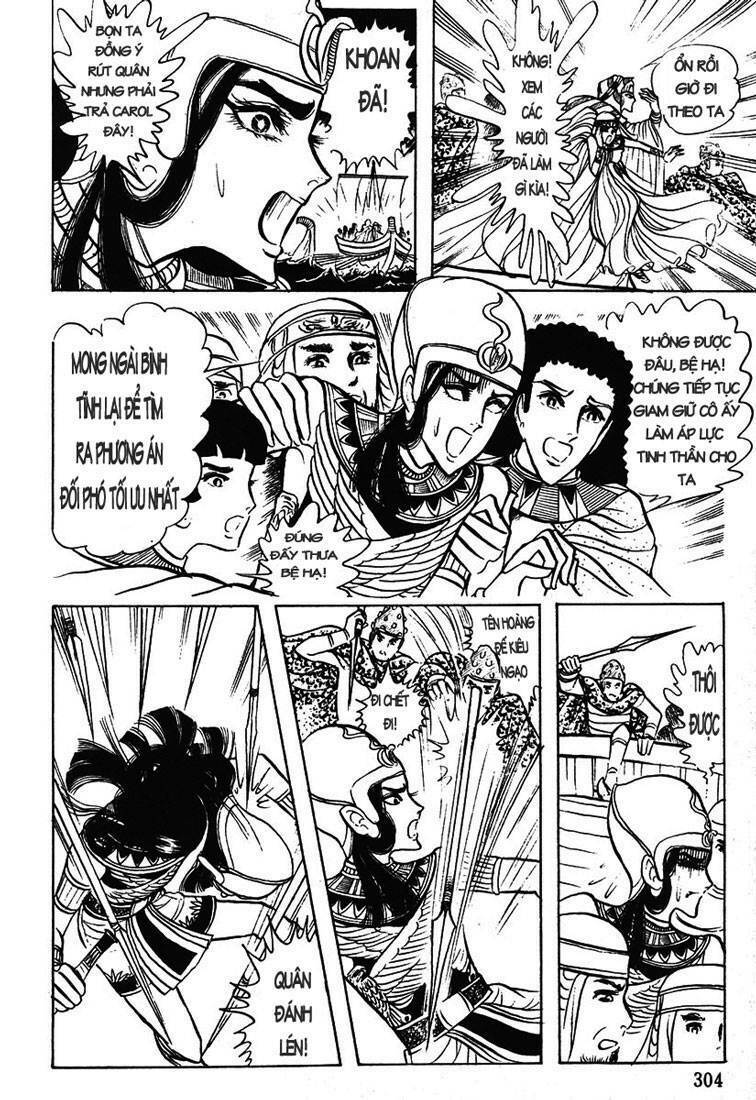 ỔN RỒI
GIỜ ĐI
THEO TA
KHÔNG!
XEM
CÁC
NGƯỜI
ĐÃ LÀM
GÌ KÌA!
KHOAN
ĐÃ!
BỌN TA
ĐỒNG Ý
RÚT QUÂN
NHƯNG PHẢI
TRẢ CAROL
ĐÂY!
KHÔNG ĐƯỢC
ĐÂU, BỆ HẠ!
CHÚNG TIẾP TỤC
GIAM GIỮ CÔ ẤY
LÀM ÁP LỰC
TINH THẦN CHO
TA
MONG NGÀI BÌNH
TĨNH LẠI ĐỂ TÌM
RA PHƯƠNG ÁN
ĐỐI PHÓ TỐI ƯU NHẤT
ĐÚNG
ĐẤY THƯA
BỆ HẠ!
THÔI
ĐƯỢC
TÊN HOÀNG
ĐẾ KIÊU
NGẠO
ĐI CHẾT
ĐI!
QUÂN
ĐÁNH
LÉN!
304